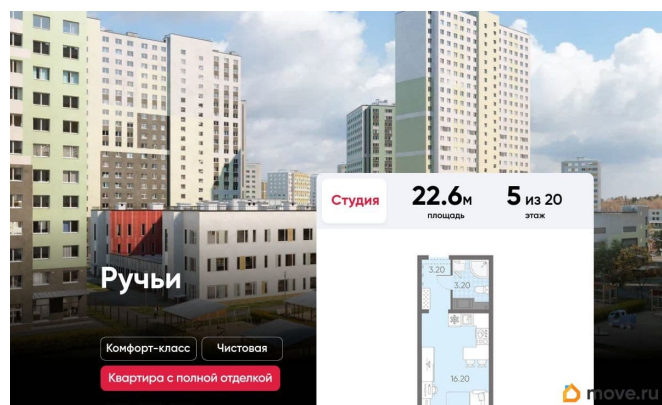 Студия
22.6м
площадь
5 из 20
этаж
3.20
3.20
16.20
Ручьи
Комфорт-класс
Чистовая
Квартира с полной отделкой
move.ru